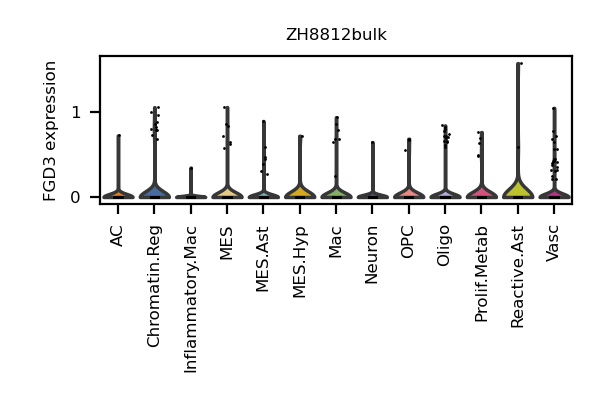 ZH8812bulk
FGD3 expression
1
0
AC
Chromatin.Reg
Inflammatory.Mac
MES
MES.Ast
MES.Hyp
Mac
Neuron
OPC
Oligo
Prolif.Metab
Reactive.Ast
Vasc